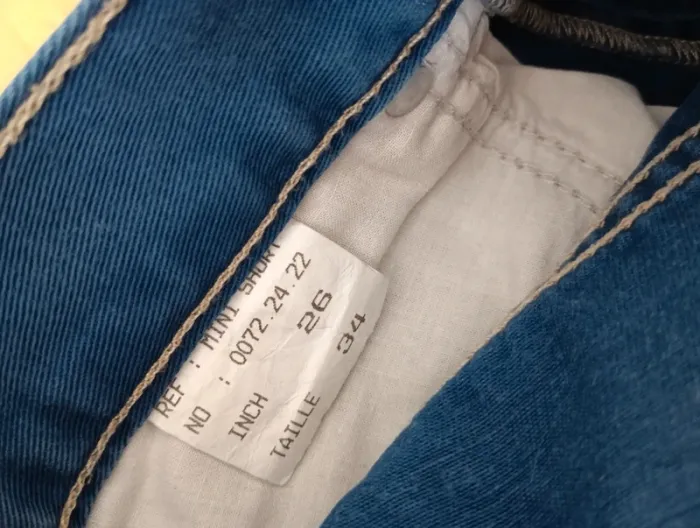 REF : MINI SHORT
NO : 0072.24.22
INCH 26
TAILLE 34